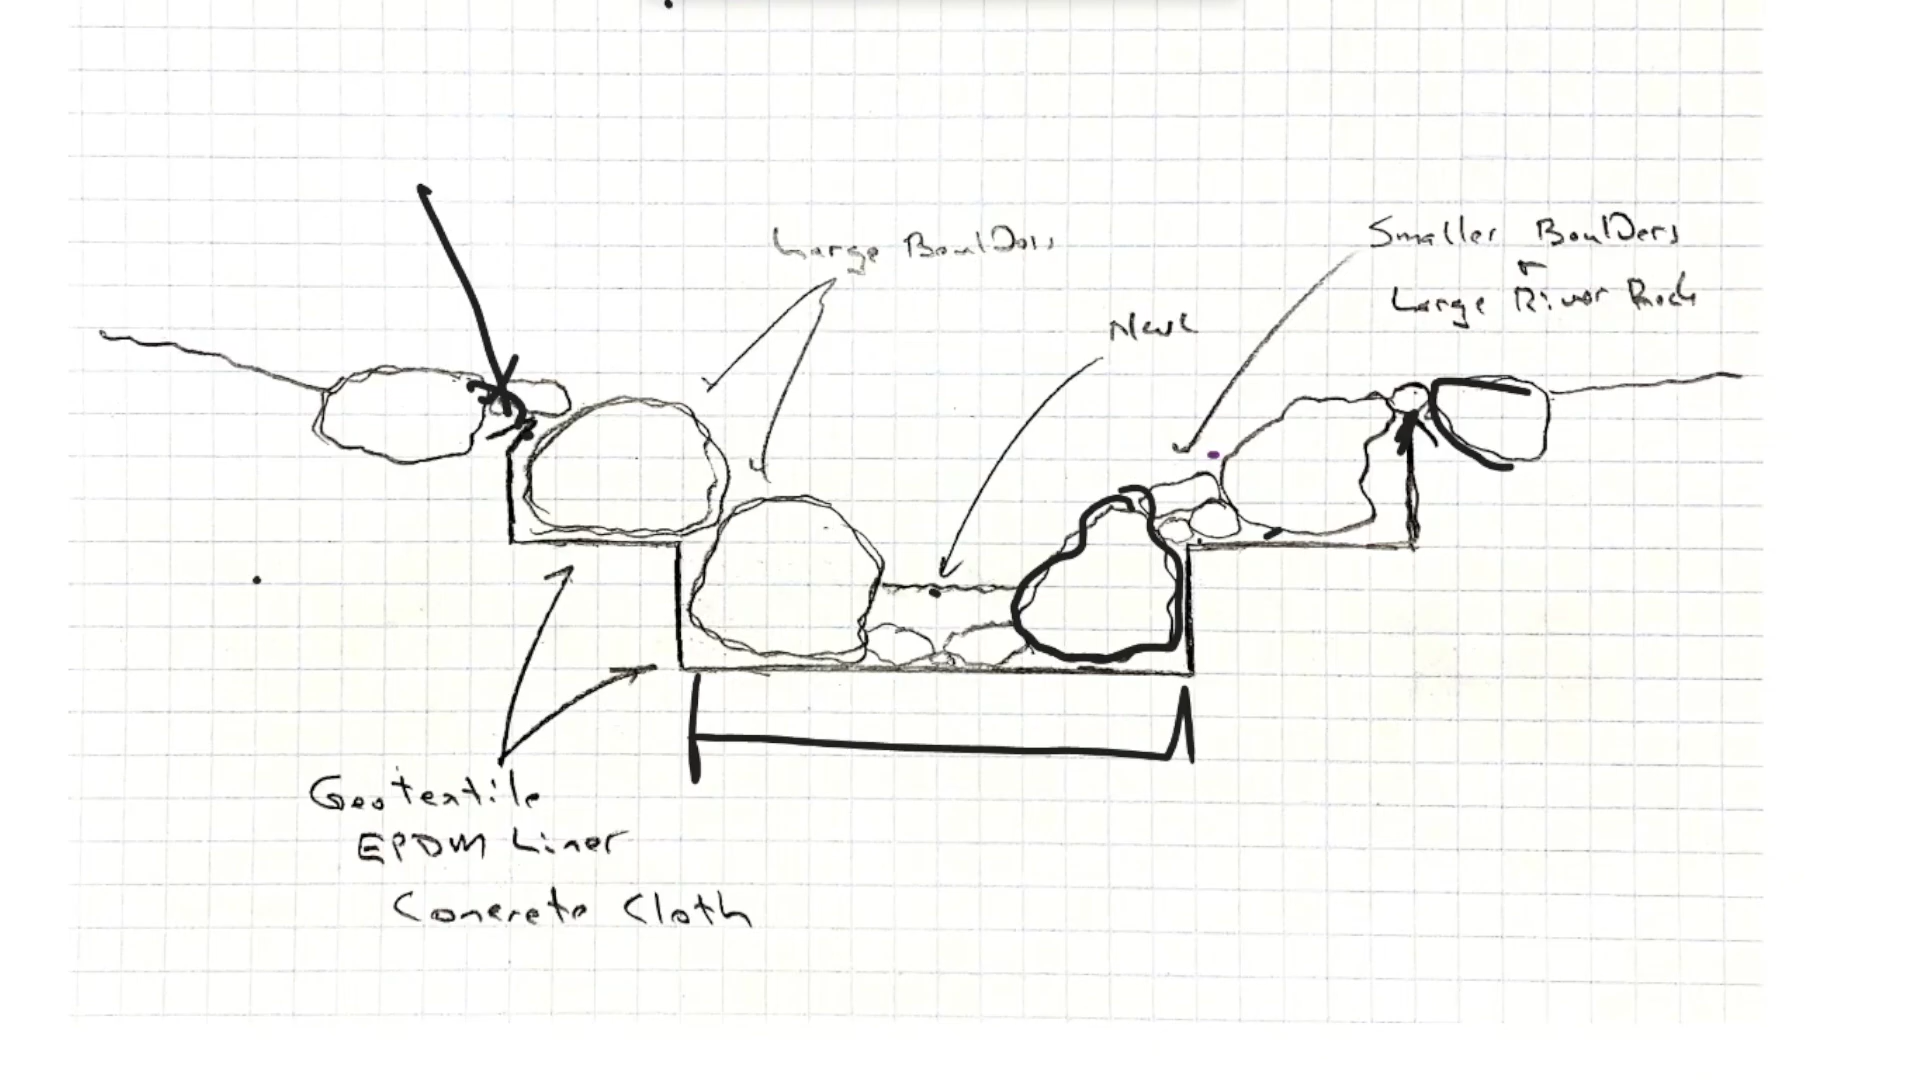 Large BoulDers
Smaller BoulDers
Large River Rock
Geotextile
EPDM Liner
Concrete Cloth